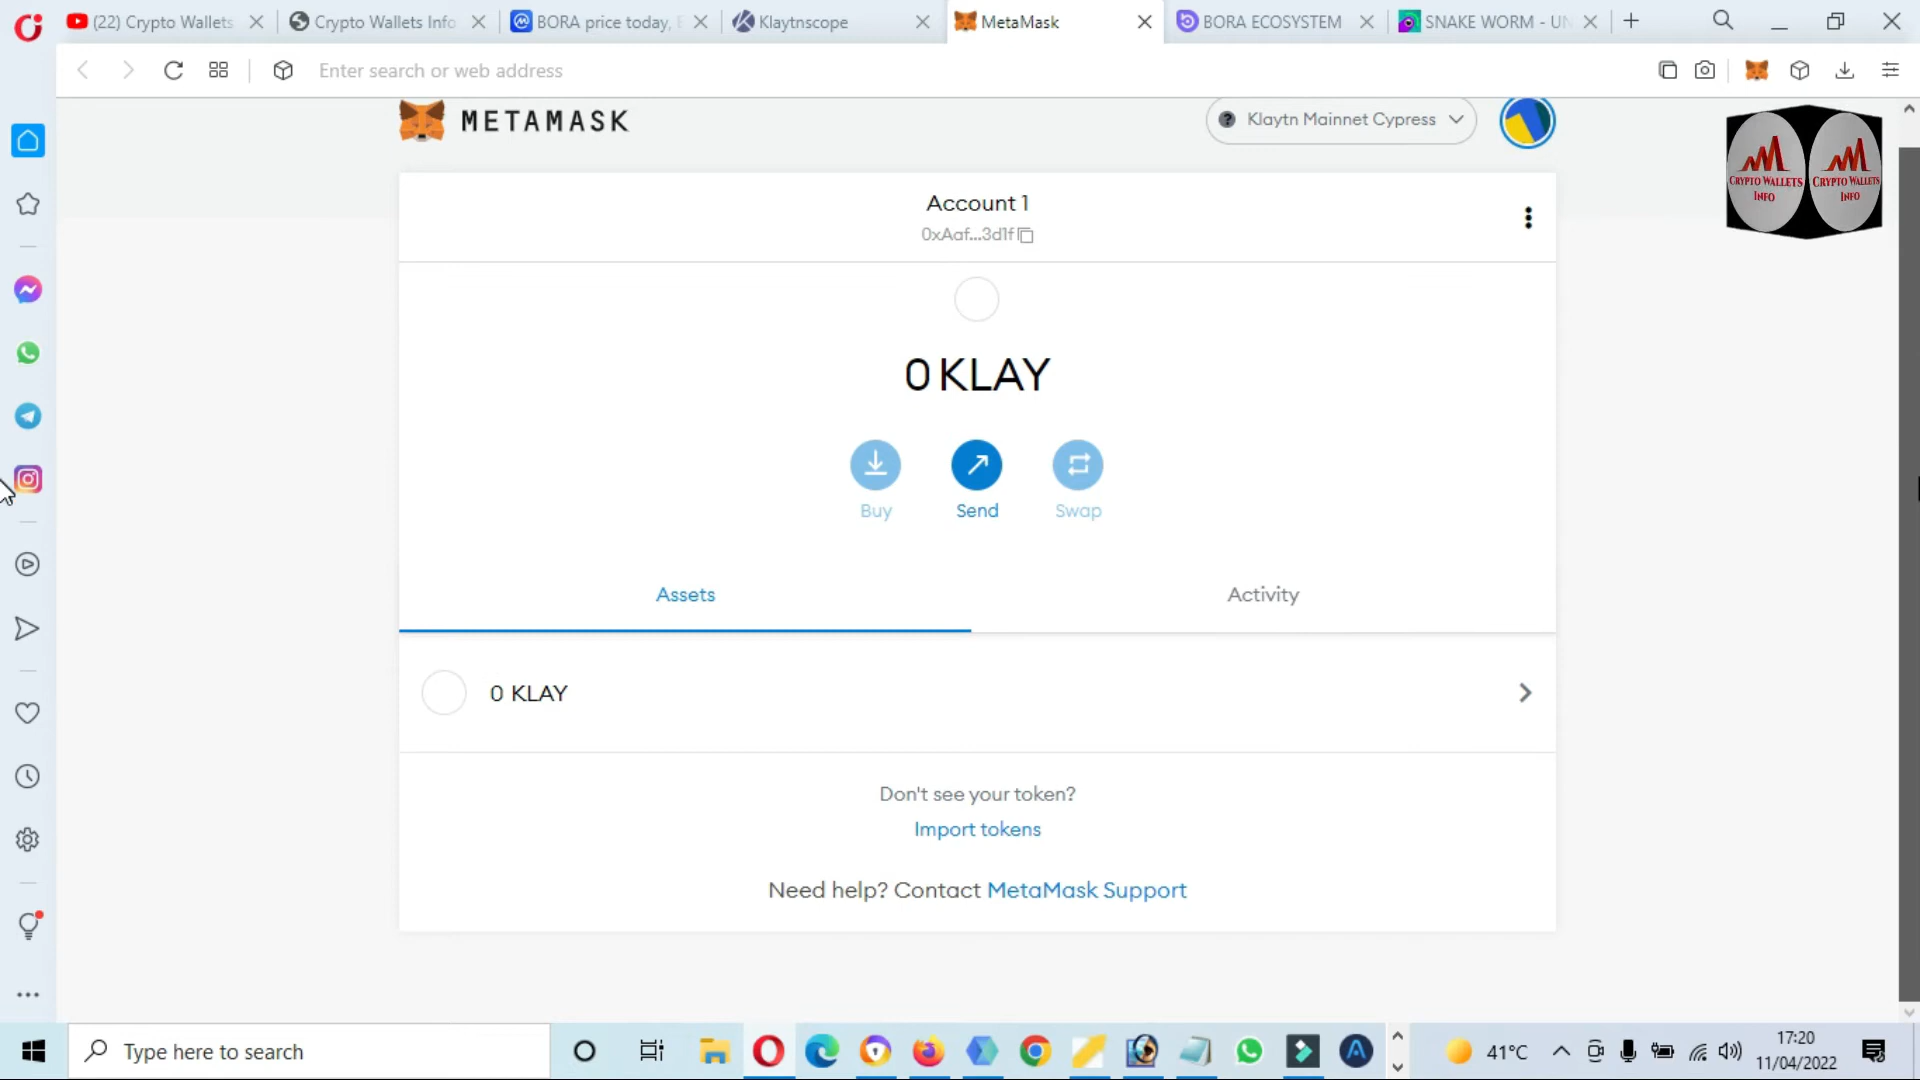 (22) Crypto Wallets
Crypto Wallets Info
BORA price today,
Klaytnscope
MetaMask
BORA ECOSYSTEM
SNAKE WORM - UN
Enter search or web address
METAMASK
Klaytn Mainnet Cypress
CRYPTO WALLETS
INFO
CRYPTO WALLETS
INFO
Account 1
0xAaf...3d1f
0 KLAY
Buy
Send
Swap
Assets
Activity
0 KLAY
Don't see your token?
Import tokens
Need help? Contact MetaMask Support
Type here to search
41°C
17:20
11/04/2022